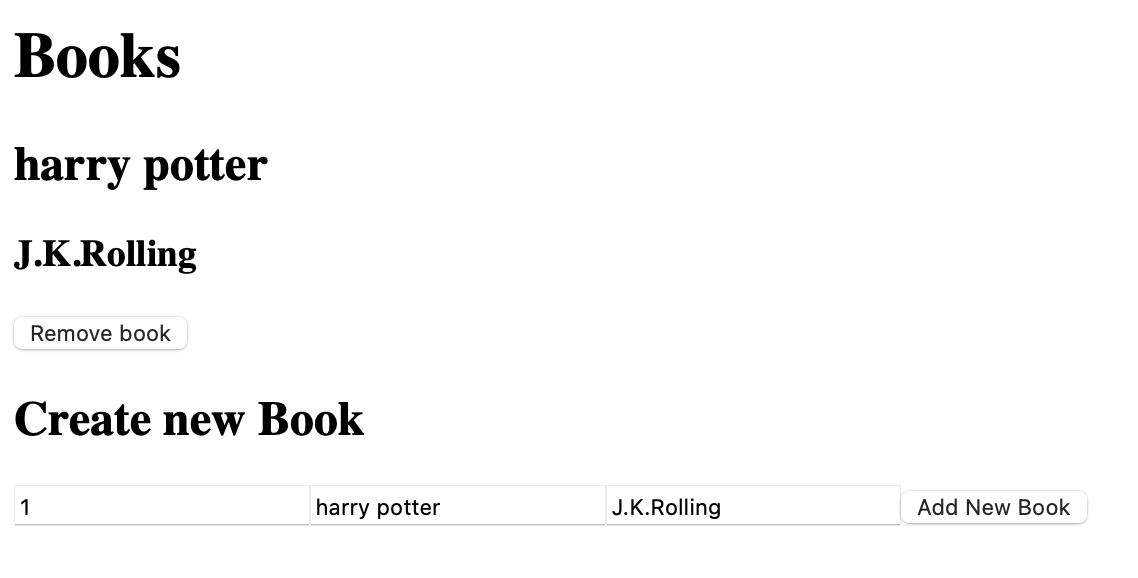 Books
harry potter
J.K.Rolling
Remove book
Create new Book
1 harry potter J.K.Rolling Add New Book